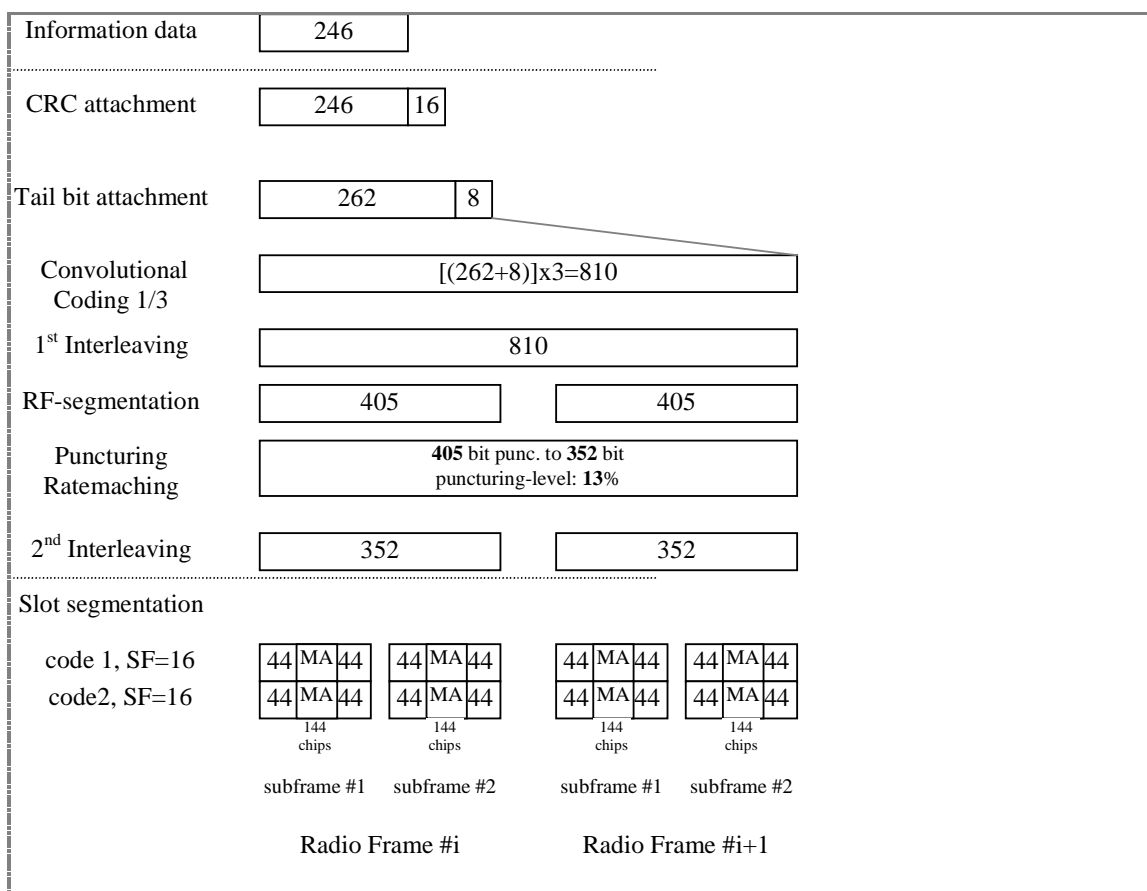 Information data 246
CRC attachment 246 16
Tail bit attachment 262 8
Convolutional
Coding 1/3
[(262+8)]x3=810
1st Interleaving 810
RF-segmentation 405 405
Puncturing
Ratemaching
405 bit punc. to 352 bit
puncturing-level: 13%
2nd Interleaving 352 352
Slot segmentation
code 1, SF=16 44 MA 44 44 MA 44 44 MA 44 44 MA 44
code2, SF=16 44 MA 44 44 MA 44 44 MA 44 44 MA 44
144 144 144 144
chips chips chips chips
subframe #1 subframe #2 subframe #1 subframe #2
Radio Frame #i Radio Frame #i+1